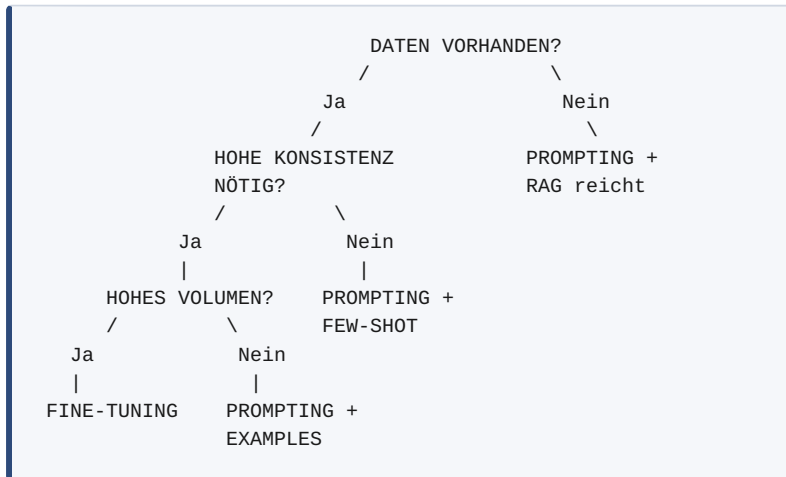 DATEN VORHANDEN?
/ \
Ja Nein
/ \
HOHE KONSISTENZ PROMPTING +
NÖTIG? RAG reicht
/ \
Ja Nein
| |
HOHES VOLUMEN? PROMPTING +
/ \ FEW-SHOT
Ja Nein
| |
FINE-TUNING PROMPTING +
EXAMPLES